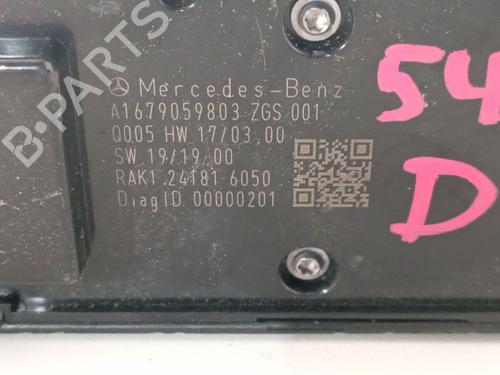 Mercedes-Benz
A1679059803 ZGS 001
Q005 HW 17/03 00
SW 19/19 00
RAK1 24181 6050
DiagID 00000201
54
D
B-PARTS